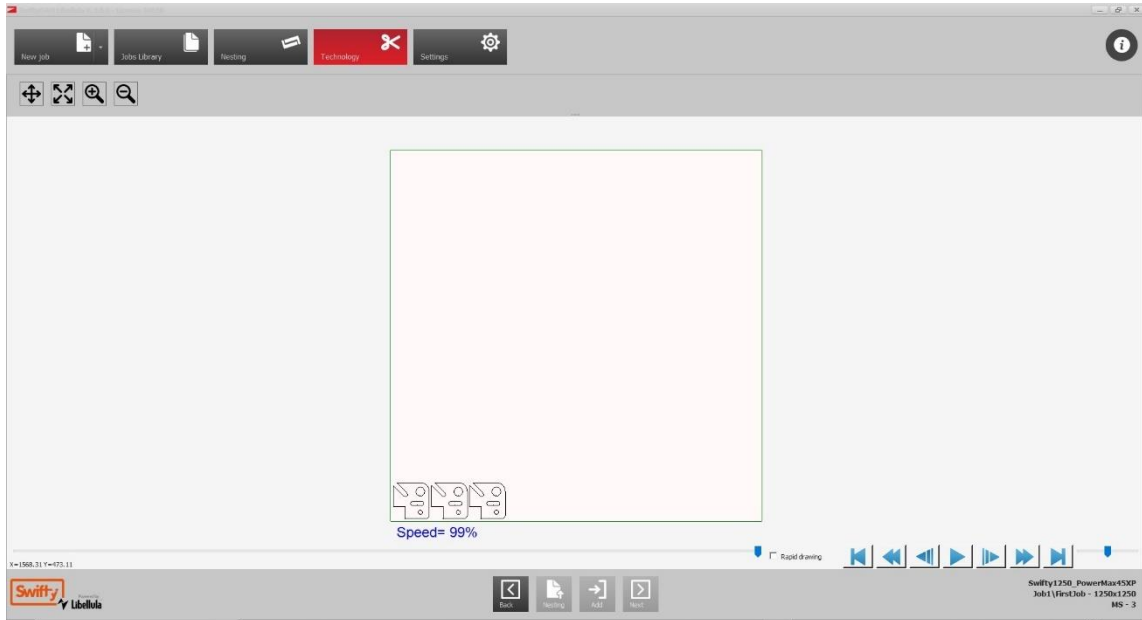 New job
Jobs Library
Nesting
Technology
Settings
Speed= 99%
Rapid drawing
X=1568.31 Y=473.11
Swifty
Libellula
Back
Nesting
Add
Next
Swifty1250_PowerMax45XP
Job1\FirstJob - 1250x1250
MS - 3